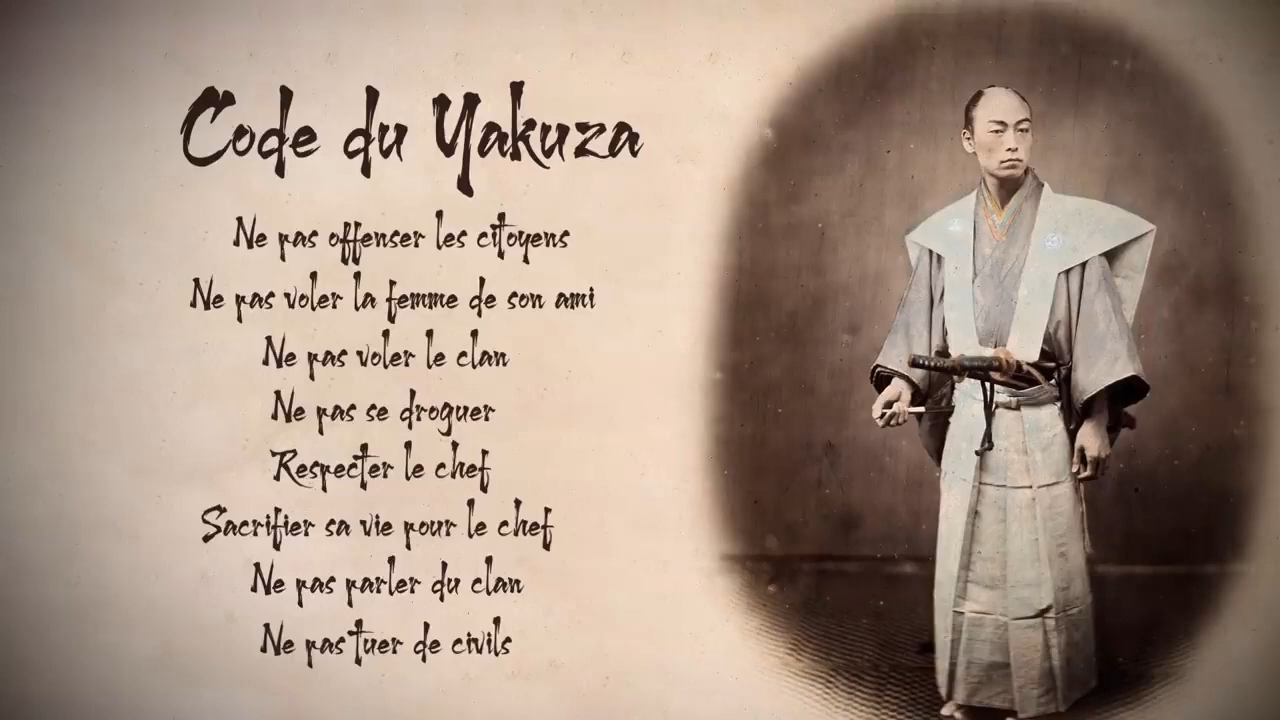 Code du Yakuza
Ne pas offenser les citoyens
Ne pas voler la femme de son ami
Ne pas voler le clan
Ne pas se droguer
Respecter le chef
Sacrifier sa vie pour le chef
Ne pas parler du clan
Ne pas tuer de civils